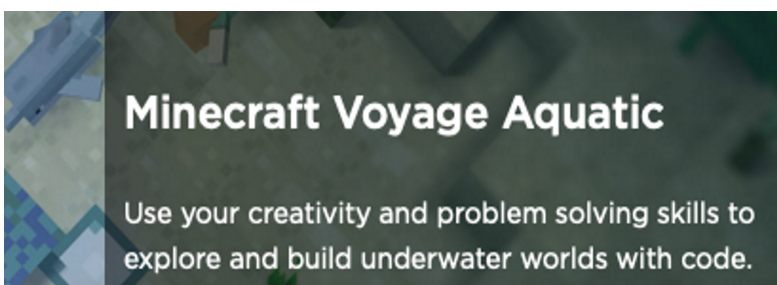 Minecraft Voyage Aquatic
Use your creativity and problem solving skills to
explore and build underwater worlds with code.